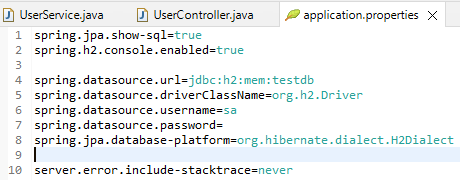 UserService.java UserController.java application.properties
1 spring.jpa.show-sql=true
2 spring.h2.console.enabled=true
3
4 spring.datasource.url=jdbc:h2:mem:testdb
5 spring.datasource.driverClassName=org.h2.Driver
6 spring.datasource.username=sa
7 spring.datasource.password=
8 spring.jpa.database-platform=org.hibernate.dialect.H2Dialect
9
10 server.error.include-stacktrace=never